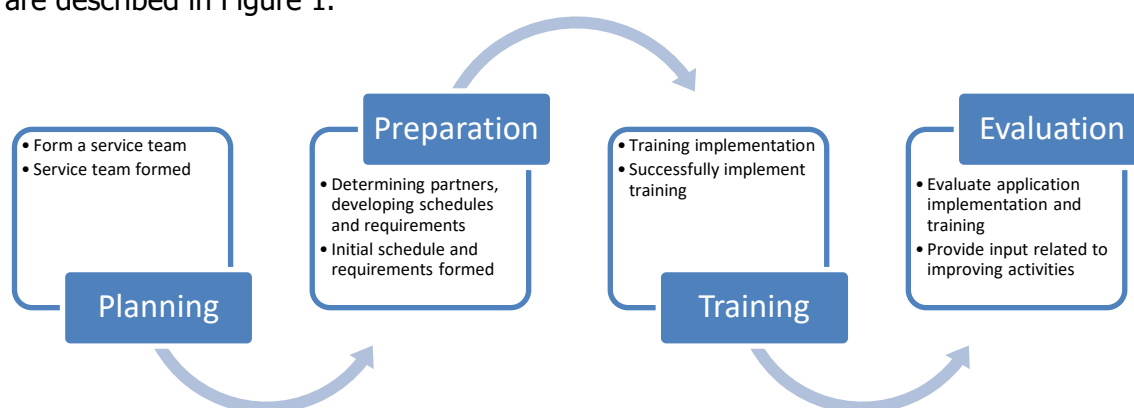 are described in Figure 1.
• Form a service team
• Service team formed
Planning
Preparation
• Determining partners,
developing schedules
and requirements
• Initial schedule and
requirements formed
• Training implementation
• Successfully implement
training
Training
Evaluation
• Evaluate application
implementation and
training
• Provide input related to
improving activities